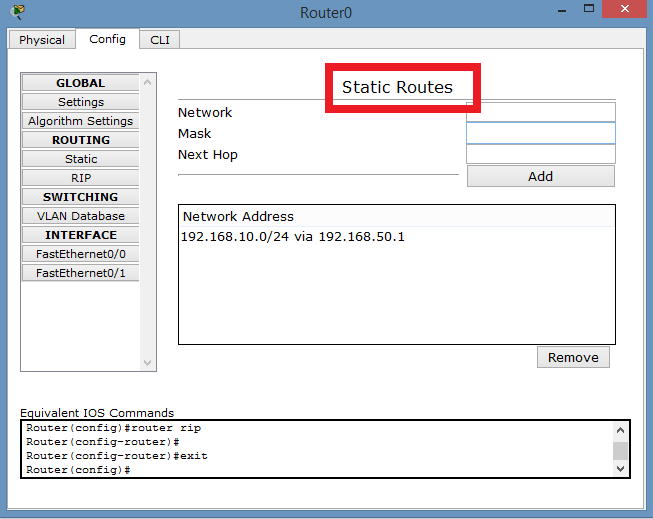 Router0
Physical
Config
CLI
GLOBAL
Settings
Algorithm Settings
ROUTING
Static
RIP
SWITCHING
VLAN Database
INTERFACE
FastEthernet0/0
FastEthernet0/1
Static Routes
Network
Mask
Next Hop
Add
Network Address
192.168.10.0/24 via 192.168.50.1
Remove
Equivalent IOS Commands
Router(config)#router rip
Router(config-router)#
Router(config-router)#exit
Router(config)#